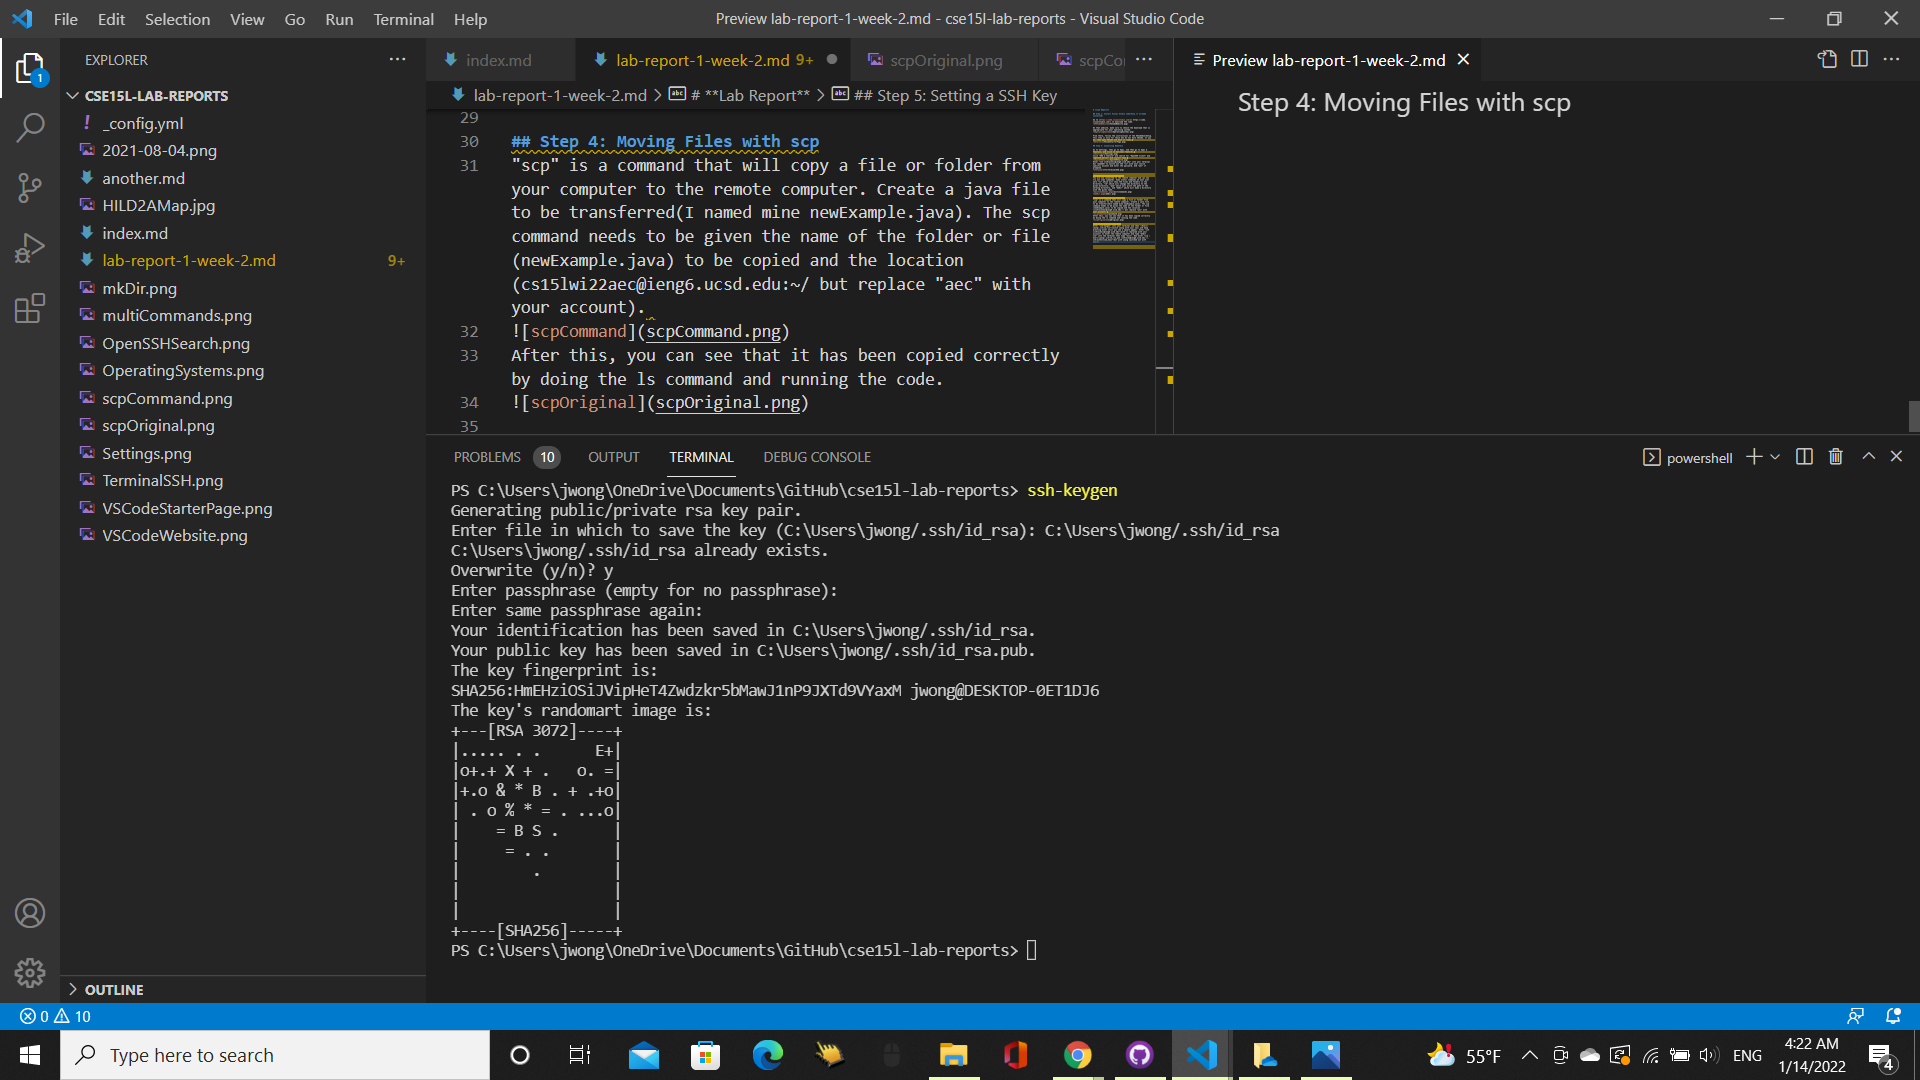 File Edit Selection View Go Run Terminal Help
Preview lab-report-1-week-2.md - cse15l-lab-reports - Visual Studio Code
EXPLORER
index.md
lab-report-1-week-2.md 9+
scpOriginal.png
scpCo
Preview lab-report-1-week-2.md
CSE15L-LAB-REPORTS
_config.yml
2021-08-04.png
another.md
HILD2AMap.jpg
index.md
lab-report-1-week-2.md 9+
mkDir.png
multiCommands.png
OpenSSHSearch.png
OperatingSystems.png
scpCommand.png
scpOriginal.png
Settings.png
TerminalSSH.png
VSCodeStarterPage.png
VSCodeWebsite.png
OUTLINE
lab-report-1-week-2.md > # **Lab Report** > ## Step 5: Setting a SSH Key
29
30 ## Step 4: Moving Files with scp
31 "scp" is a command that will copy a file or folder from
your computer to the remote computer. Create a java file
to be transferred(I named mine newExample.java). The scp
command needs to be given the name of the folder or file
(newExample.java) to be copied and the location
(cs15lwi22aec@ieng6.ucsd.edu:~/ but replace "aec" with
your account).
32 ![scpCommand](scpCommand.png)
33 After this, you can see that it has been copied correctly
by doing the ls command and running the code.
34 ![scpOriginal](scpOriginal.png)
35
Step 4: Moving Files with scp
PROBLEMS 10 OUTPUT TERMINAL DEBUG CONSOLE
powershell
PS C:\Users\jwong\OneDrive\Documents\GitHub\cse15l-lab-reports> ssh-keygen
Generating public/private rsa key pair.
Enter file in which to save the key (C:\Users\jwong/.ssh/id_rsa): C:\Users\jwong/.ssh/id_rsa
C:\Users\jwong/.ssh/id_rsa already exists.
Overwrite (y/n)? y
Enter passphrase (empty for no passphrase):
Enter same passphrase again:
Your identification has been saved in C:\Users\jwong/.ssh/id_rsa.
Your public key has been saved in C:\Users\jwong/.ssh/id_rsa.pub.
The key fingerprint is:
SHA256:HmEHziOSiJVipHeT4Zwdzkr5bMawJ1nP9JXTd9VYaxM jwong@DESKTOP-0ET1DJ6
The key's randomart image is:
+---[RSA 3072]----+
|..... . .      E+|
|o+.+ X + .   o. =|
|+.o & * B . + .+o|
| . o % * = . ...o|
|    = B S .      |
|     = . .       |
|        .        |
|                 |
|                 |
+----[SHA256]-----+
PS C:\Users\jwong\OneDrive\Documents\GitHub\cse15l-lab-reports>
0 10
Type here to search
55°F
ENG
4:22 AM
1/14/2022
4
1